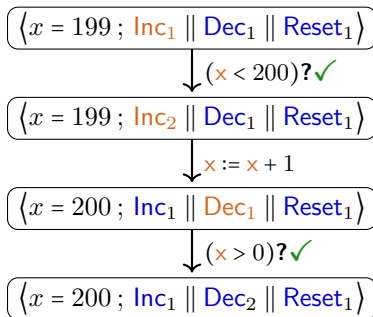 ⟨x = 199 ; Inc₁ || Dec₁ || Reset₁⟩
(x < 200)?✓
⟨x = 199 ; Inc₂ || Dec₁ || Reset₁⟩
x := x + 1
⟨x = 200 ; Inc₁ || Dec₁ || Reset₁⟩
(x > 0)?✓
⟨x = 200 ; Inc₁ || Dec₂ || Reset₁⟩